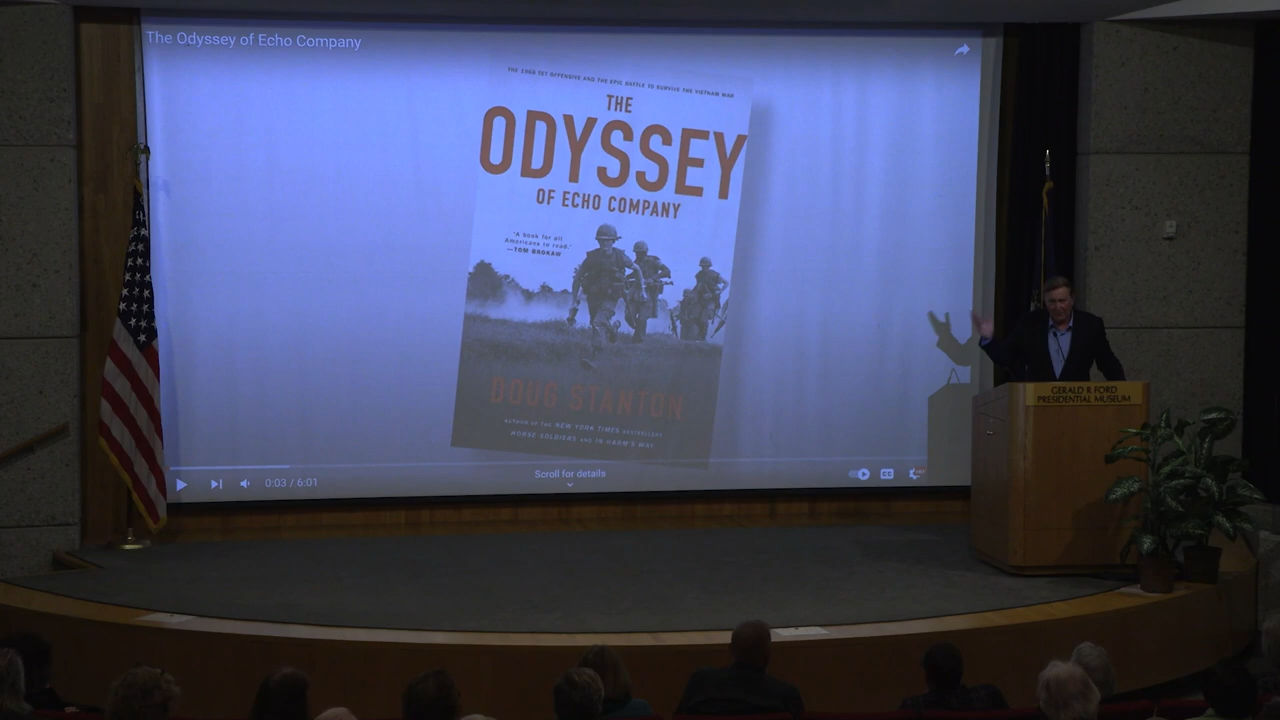 The Odyssey of Echo Company
THE 1968 TET OFFENSIVE AND THE EPIC BATTLE TO SURVIVE THE VIETNAM WAR
THE
ODYSSEY
OF ECHO COMPANY
"A book for all
Americans to read."
—TOM BROKAW
DOUG STANTON
AUTHOR OF THE NEW YORK TIMES BESTSELLERS
HORSE SOLDIERS AND IN HARM'S WAY
Scroll for details
0:03 / 6:01
CC
GERALD R FORD
PRESIDENTIAL MUSEUM